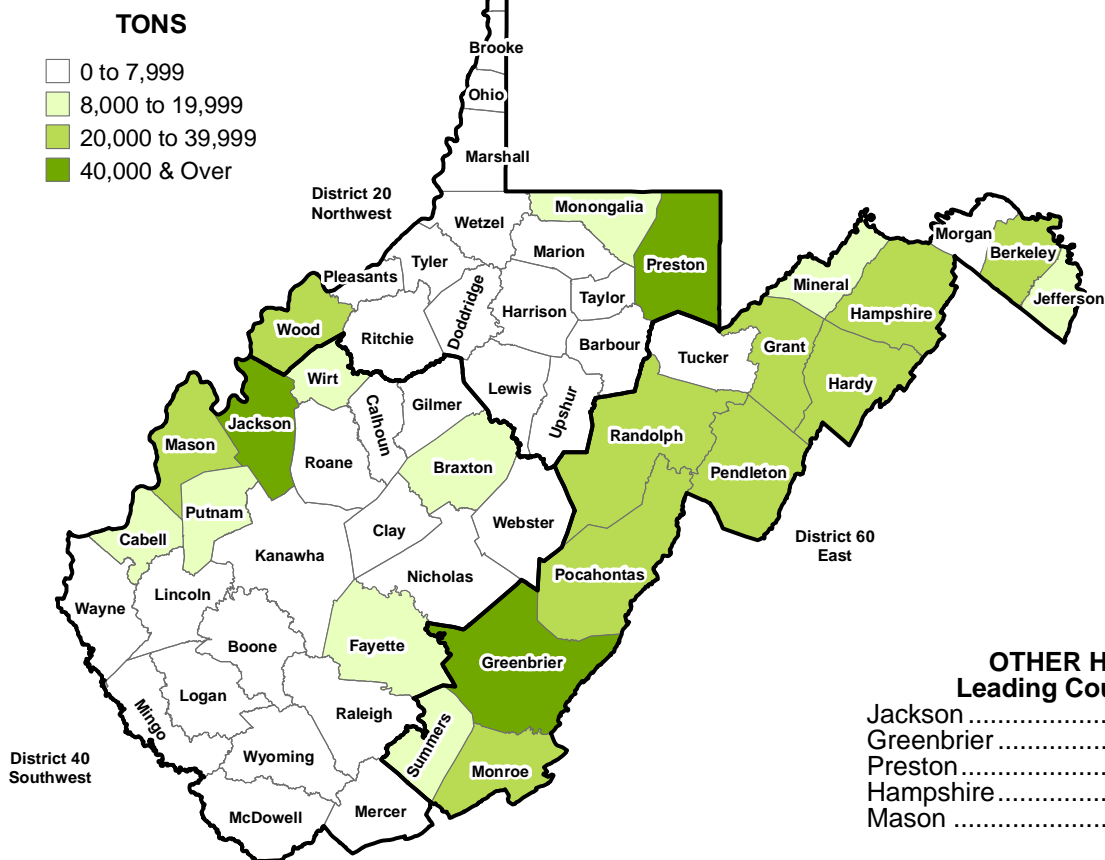 TONS
0 to 7,999
8,000 to 19,999
20,000 to 39,999
40,000 & Over
Brooke
Ohio
Marshall
District 20
Northwest
Wetzel
Monongalia
Marion
Preston
Tyler
Pleasants
Doddridge
Harrison
Taylor
Ritchie
Barbour
Wood
Morgan
Berkeley
Jefferson
Mineral
Hampshire
Grant
Hardy
Tucker
Wirt
Calhoun
Gilmer
Lewis
Upshur
Jackson
Mason
Roane
Braxton
Randolph
Pendleton
Putnam
Cabell
Clay
Webster
Kanawha
District 60
East
Nicholas
Pocahontas
Wayne
Lincoln
Boone
Fayette
Greenbrier
Logan
Mingo
Raleigh
Summers
Wyoming
Monroe
District 40
Southwest
McDowell
Mercer
OTHER H
Leading Cou
Jackson ....................
Greenbrier................
Preston.....................
Hampshire................
Mason ......................